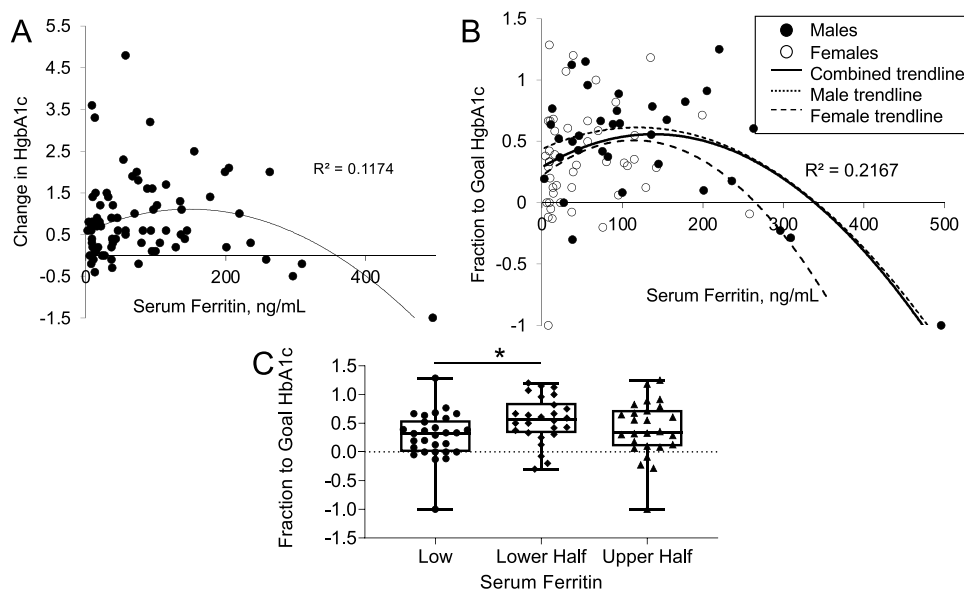 A
Change in HgbA1c
5.5
4.5
3.5
2.5
1.5
0.5
-0.5
-1.5
0
200
400
R² = 0.1174
Serum Ferritin, ng/mL
B
Fraction to Goal HgbA1c
1.5
1
0.5
0
-0.5
-1
0
100
200
300
400
500
R² = 0.2167
Serum Ferritin, ng/mL
Males
Females
Combined trendline
Male trendline
Female trendline
C
Fraction to Goal HbA1c
1.5
1.0
0.5
0.0
-0.5
-1.0
-1.5
*
Low
Lower Half
Upper Half
Serum Ferritin